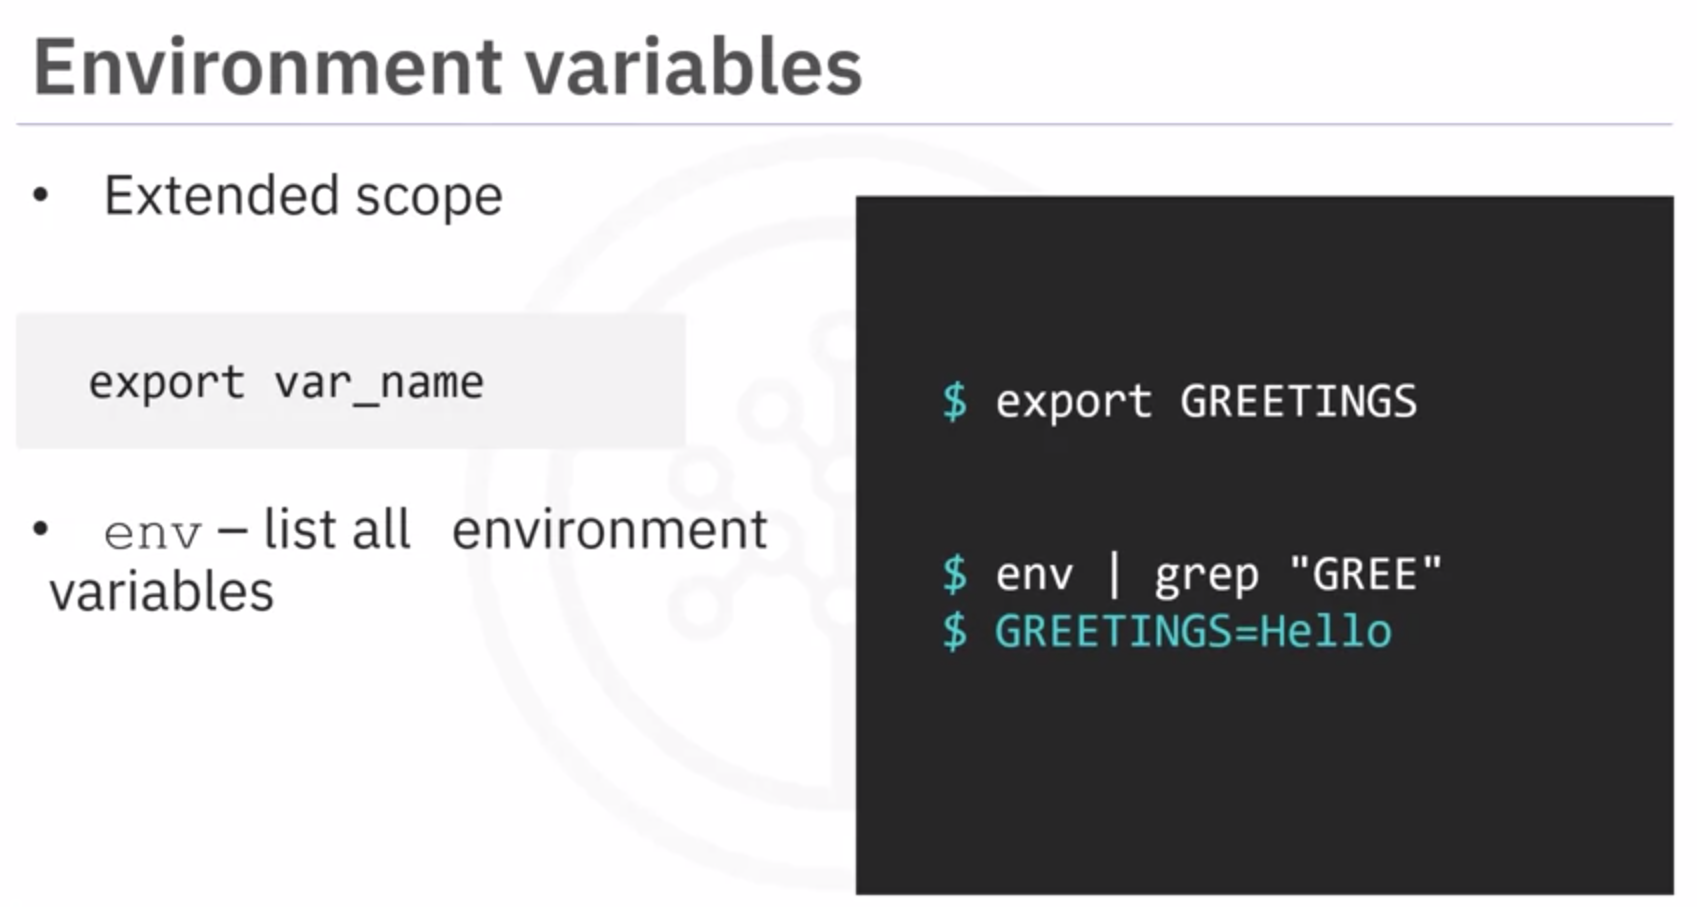 Environment variables
• Extended scope
export var_name
• env – list all environment
variables
$ export GREETINGS
$ env | grep "GREE"
$ GREETINGS=Hello